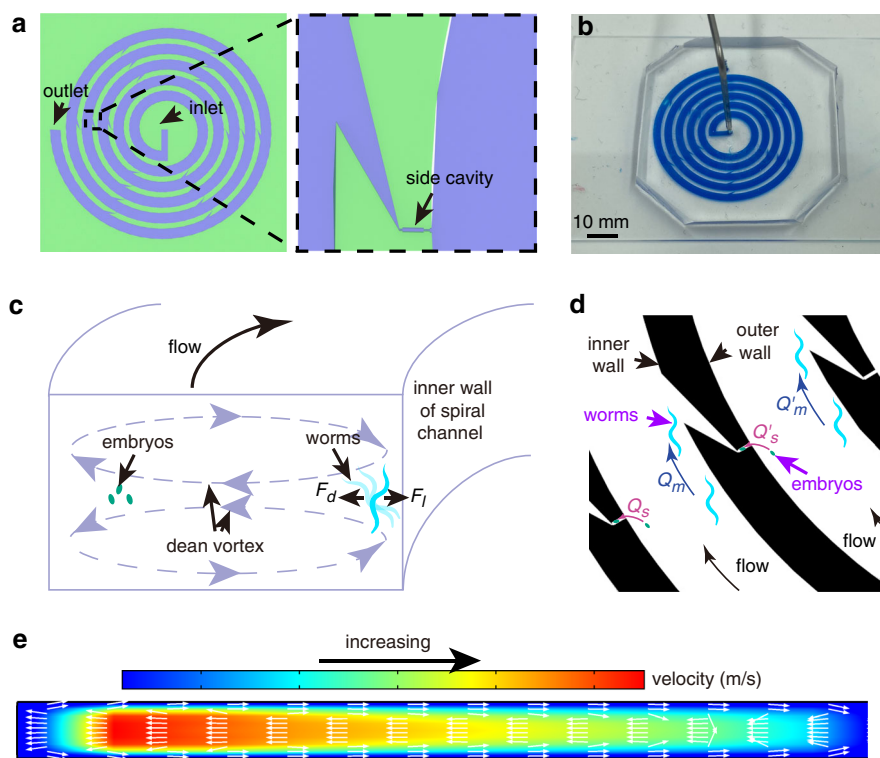 a
outlet
inlet
side cavity
b
10 mm
c
flow
inner wall
of spiral
channel
embryos
worms
F_d
F_l
dean vortex
d
inner
wall
outer
wall
Q'_m
worms
Q'_s
Q_m
embryos
Q_s
flow
flow
e
increasing
velocity (m/s)